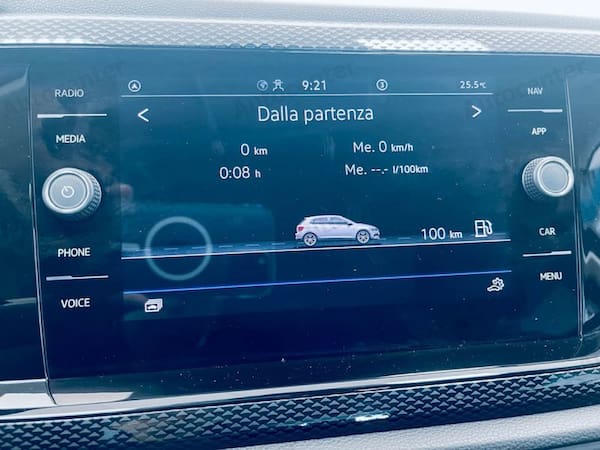 RADIO
MEDIA
PHONE
VOICE
9:21
3
25.5°C
<
Dalla partenza
>
0 km
Me. 0 km/h
0:08 h
Me. --.- l/100km
100 km
NAV
APP
CAR
MENU